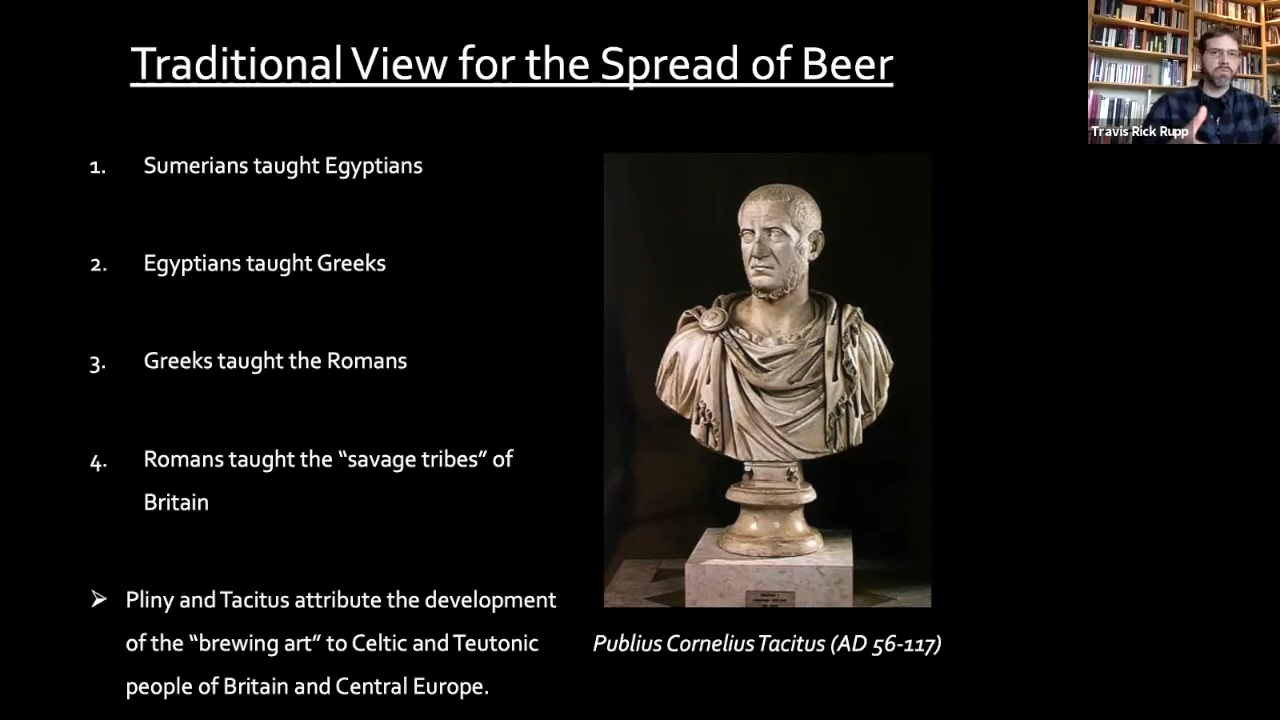 Traditional View for the Spread of Beer
Travis Rick Rupp
1. Sumerians taught Egyptians
2. Egyptians taught Greeks
3. Greeks taught the Romans
4. Romans taught the “savage tribes” of
Britain
➢ Pliny and Tacitus attribute the development
of the “brewing art” to Celtic and Teutonic
people of Britain and Central Europe.
Publius Cornelius Tacitus (AD 56-117)